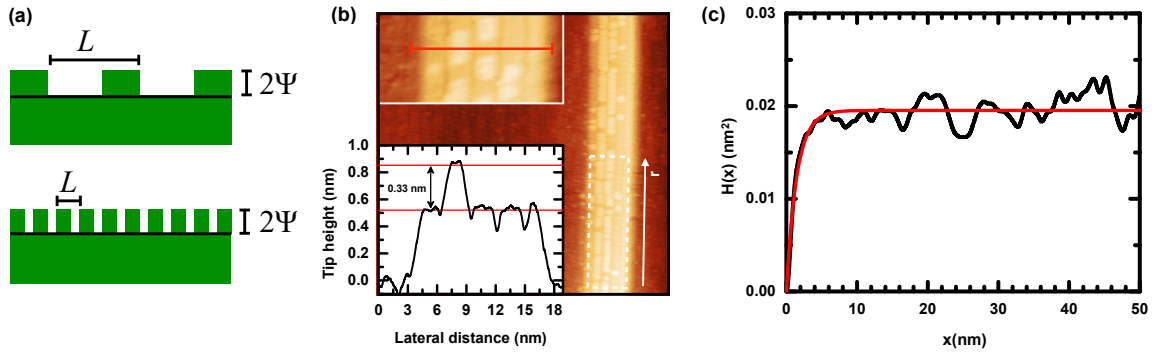 (a)
L
2Ψ
L
2Ψ
(b)
r
1.0
0.9
0.8
0.6
0.4
0.2
0.0
0.33 nm
Tip height (nm)
0 3 6 9 12 15 18
Lateral distance (nm)
(c)
0.03
0.02
0.01
0.00
H(x) (nm²)
0 10 20 30 40 50
x(nm)